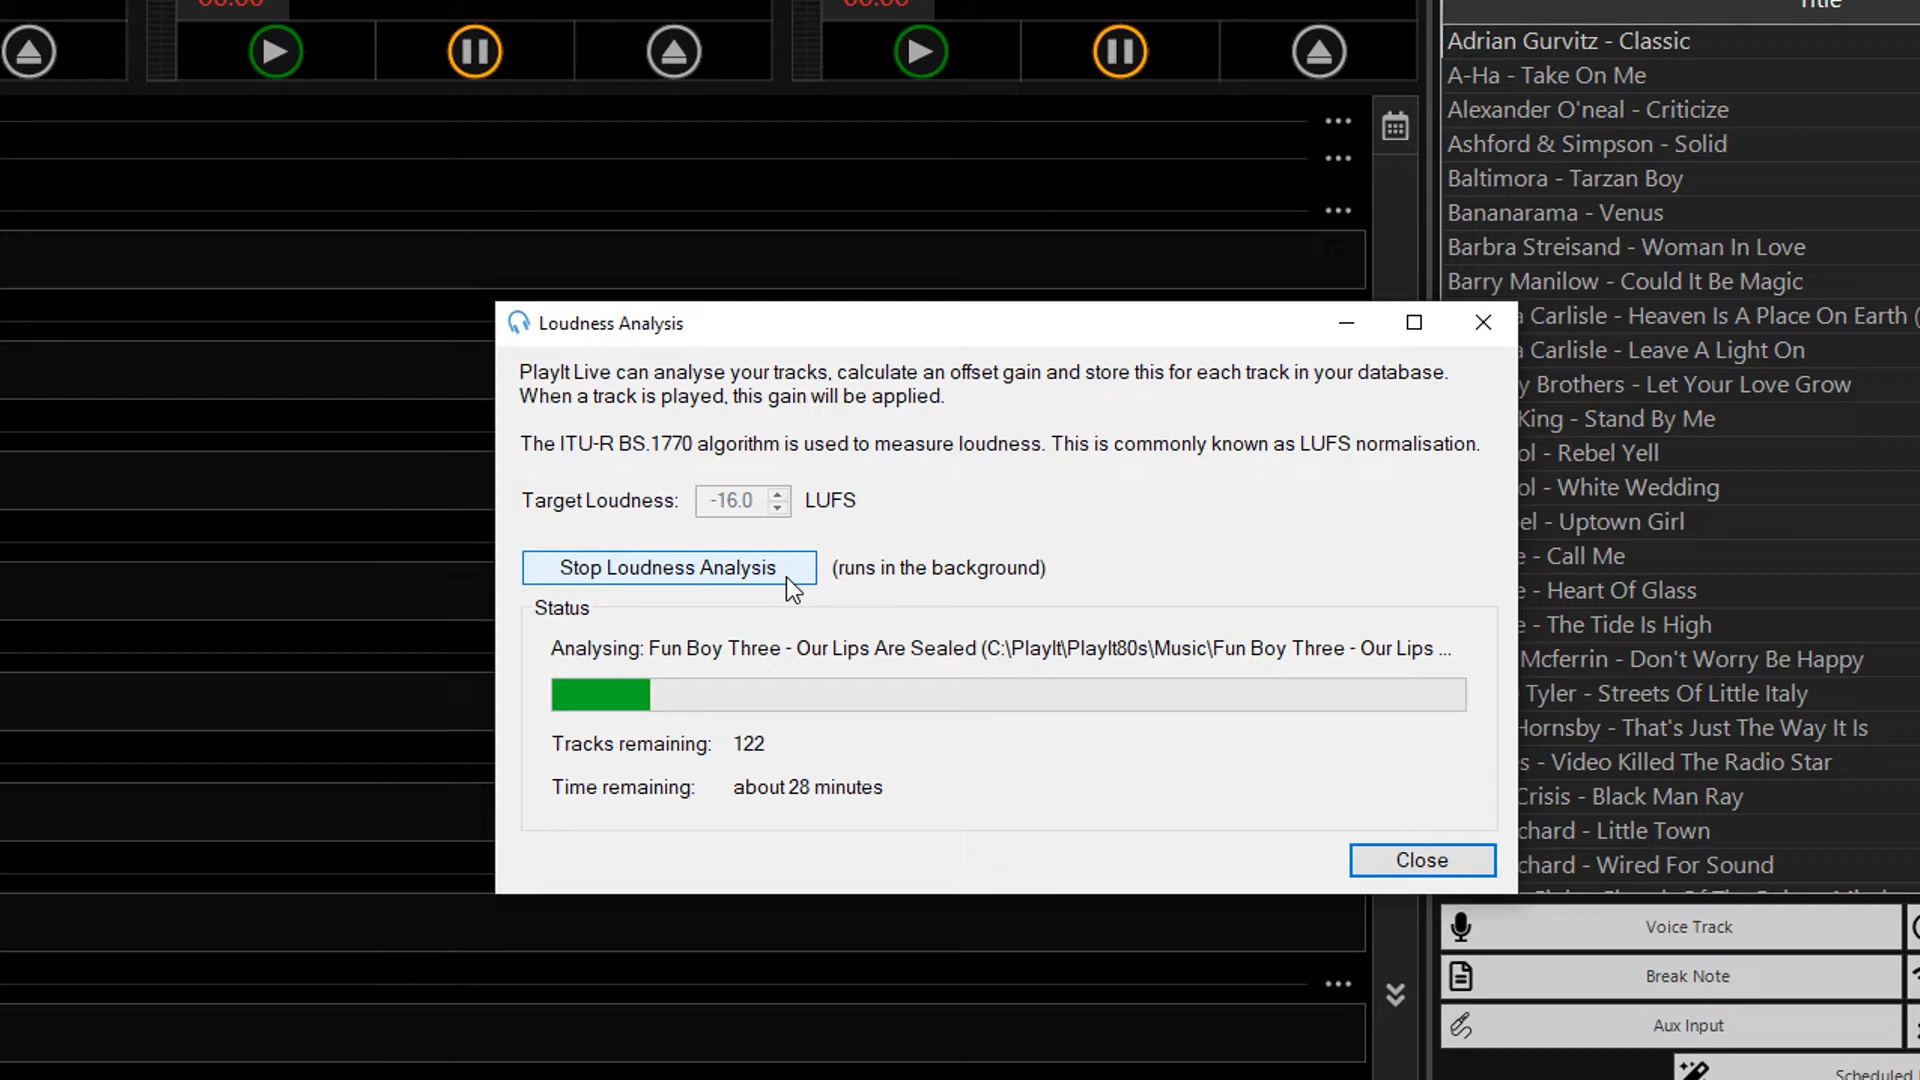 Title
Adrian Gurvitz - Classic
A-Ha - Take On Me
Alexander O'neal - Criticize
Ashford & Simpson - Solid
Baltimora - Tarzan Boy
Bananarama - Venus
Barbra Streisand - Woman In Love
Barry Manilow - Could It Be Magic
Carlisle - Heaven Is A Place On Earth (
Carlisle - Leave A Light On
Brothers - Let Your Love Grow
King - Stand By Me
- Rebel Yell
- White Wedding
- Uptown Girl
- Call Me
- Heart Of Glass
- The Tide Is High
Mcferrin - Don't Worry Be Happy
Tyler - Streets Of Little Italy
Hornsby - That's Just The Way It Is
- Video Killed The Radio Star
Crisis - Black Man Ray
- Little Town
- Wired For Sound
Loudness Analysis
PlayIt Live can analyse your tracks, calculate an offset gain and store this for each track in your database.
When a track is played, this gain will be applied.
The ITU-R BS.1770 algorithm is used to measure loudness. This is commonly known as LUFS normalisation.
Target Loudness: -16.0 LUFS
Stop Loudness Analysis (runs in the background)
Status
Analysing: Fun Boy Three - Our Lips Are Sealed (C:\PlayIt\PlayIt80s\Music\Fun Boy Three - Our Lips ...
Tracks remaining: 122
Time remaining: about 28 minutes
Close
Voice Track
Break Note
Aux Input
Scheduled